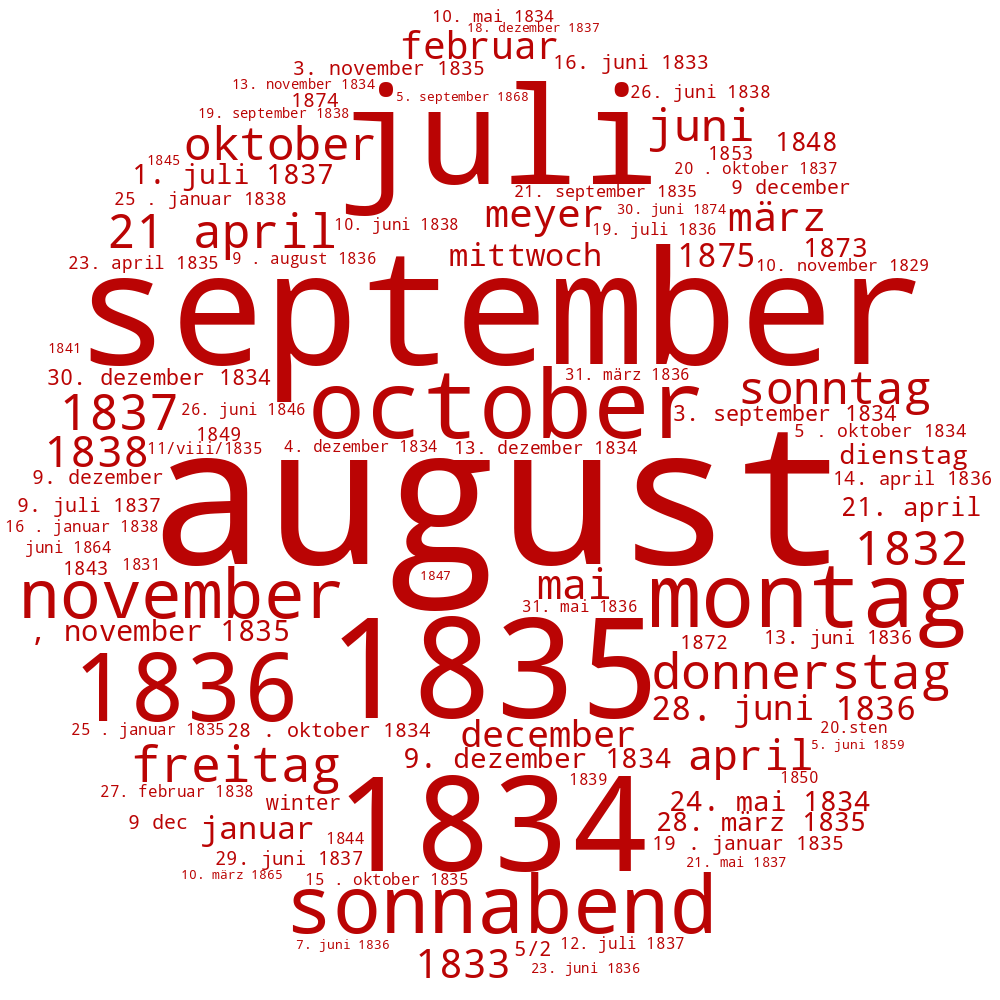 10. mai 1834
18. dezember 1837
februar
16. juni 1833
3. november 1835
13. november 1834
juli
26. juni 1838
1874
5. september 1868
19. september 1838
oktober
juni
1848
1845
1853
1. juli 1837
20 . oktober 1837
25 . januar 1838
21. september 1835
9 december
21 april
10. juni 1838
meyer
30. juni 1874
märz
19. juli 1836
23. april 1835
9 . august 1836
mittwoch
1875
1873
10. november 1829
september
1841
30. dezember 1834
october
31. märz 1836
sonntag
1837
26. juni 1846
3. september 1834
1849
5 . oktober 1834
1838
11/viii/1835
4. dezember 1834
13. dezember 1834
dienstag
9. dezember
august
14. april 1836
9. juli 1837
21. april
16 . januar 1838
juni 1864
1832
1843
1831
1847
november
mai
montag
31. mai 1836
, november 1835
1835
1872
13. juni 1836
1836
donnerstag
28. juni 1836
25 . januar 1835
28 . oktober 1834
december
20.sten
5. juni 1859
freitag
9. dezember 1834
april
1839
1850
27. februar 1838
winter
1834
24. mai 1834
9 dec
januar
28. märz 1835
1844
19 . januar 1835
29. juni 1837
21. mai 1837
10. märz 1865
15 . oktober 1835
sonnabend
7. juni 1836
5/2
12. juli 1837
1833
23. juni 1836